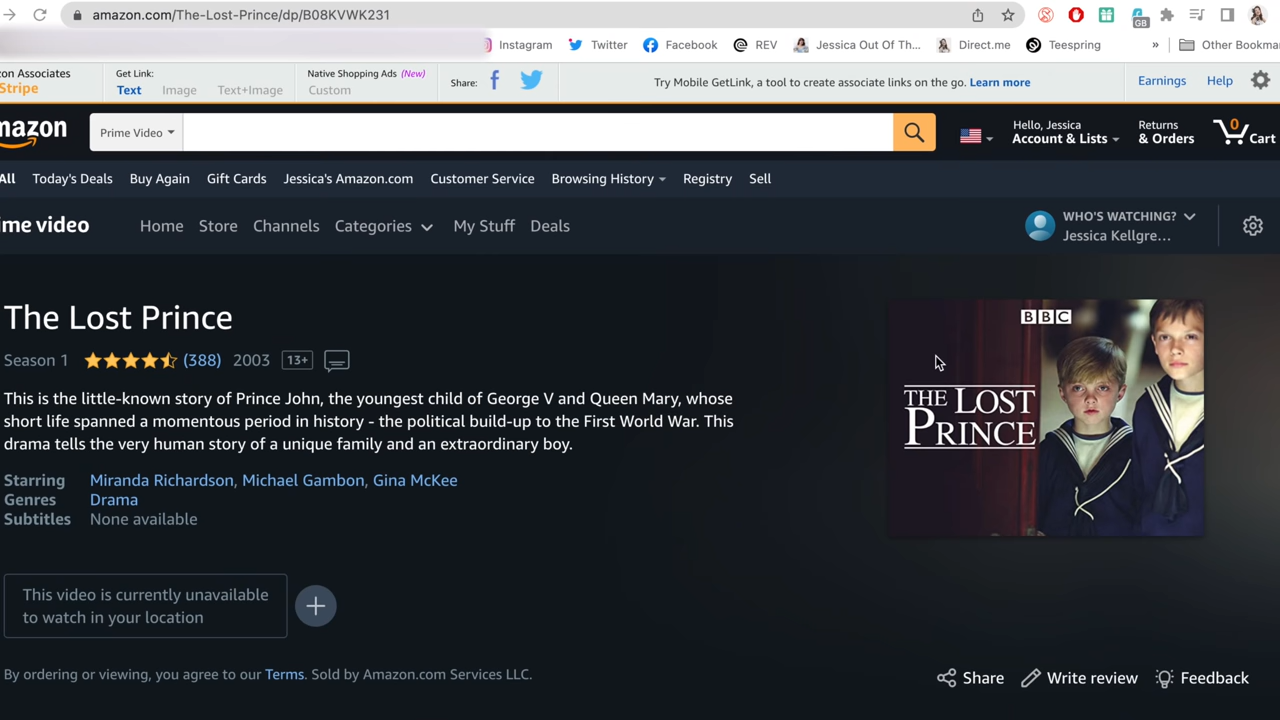 amazon.com/The-Lost-Prince/dp/B08KVWK231
GB
Instagram Twitter Facebook REV Jessica Out Of Th... Direct.me Teespring » Other Bookma
zon Associates Get Link: Native Shopping Ads (New)
Stripe Text Image Text+Image Custom Share: Try Mobile GetLink, a tool to create associate links on the go. Learn more Earnings Help
mazon Prime Video Hello, Jessica Returns 0
Account & Lists & Orders Cart
All Today's Deals Buy Again Gift Cards Jessica's Amazon.com Customer Service Browsing History Registry Sell
ime video Home Store Channels Categories My Stuff Deals WHO'S WATCHING?
Jessica Kellgre...
The Lost Prince
BBC
Season 1 (388) 2003 13+
This is the little-known story of Prince John, the youngest child of George V and Queen Mary, whose
short life spanned a momentous period in history - the political build-up to the First World War. This
drama tells the very human story of a unique family and an extraordinary boy.
THE LOST
PRINCE
Starring Miranda Richardson, Michael Gambon, Gina McKee
Genres Drama
Subtitles None available
This video is currently unavailable
to watch in your location
By ordering or viewing, you agree to our Terms. Sold by Amazon.com Services LLC.
Share Write review Feedback